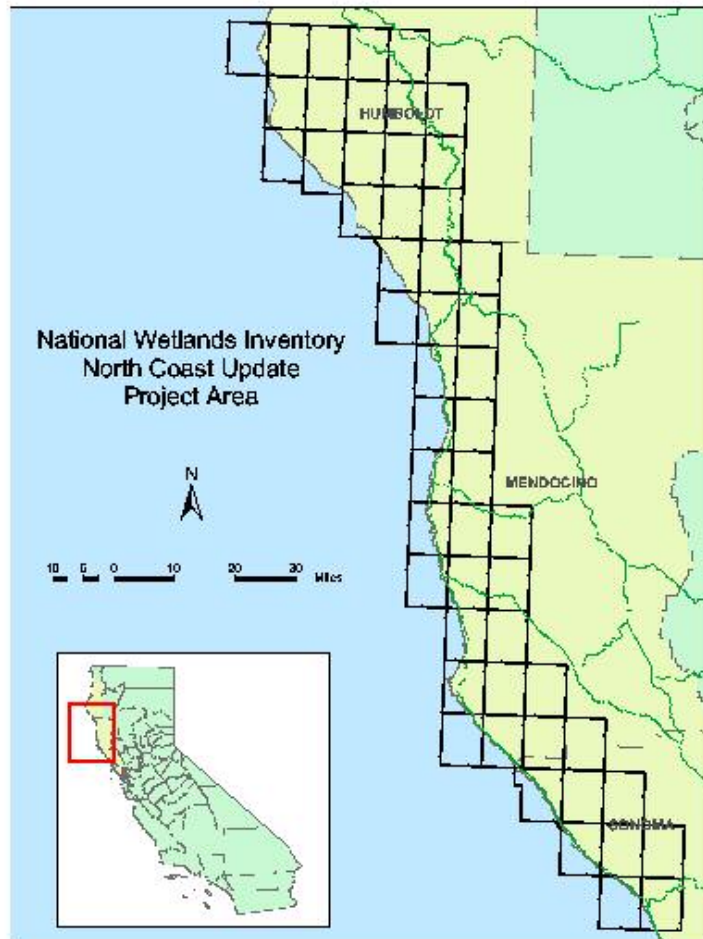 HUMBOLDT
National Wetlands Inventory
North Coast Update
Project Area
MENDOCINO
N
10 5 0 10 20 30
Miles
SONOMA